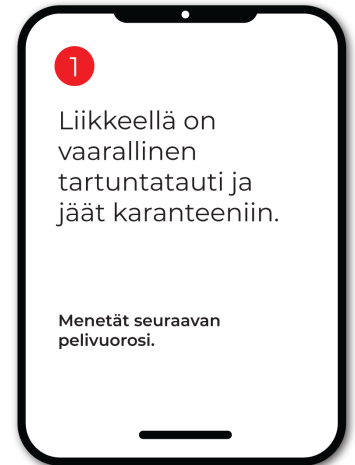 1
Liikkeellä on
vaarallinen
tartuntatauti ja
jäät karanteeniin.
Menetät seuraavan
pelivuorosi.